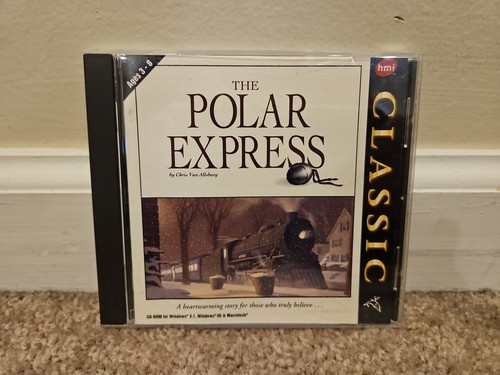 Ages 3 - 8
THE
POLAR
EXPRESS
by Chris Van Allsburg
hmi
CLASSIC
A heartwarming story for those who truly believe . . .
CD-ROM for Windows® 3.1, Windows® 95 & Macintosh®